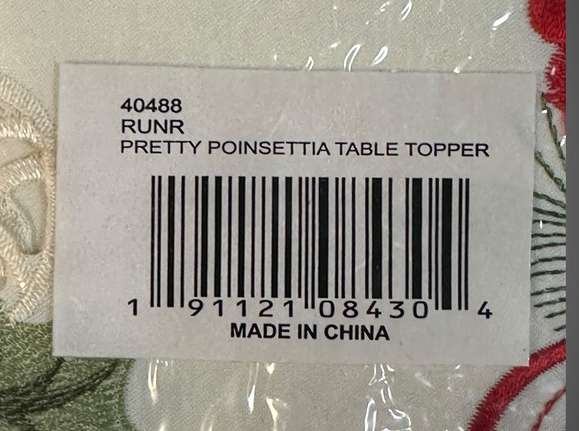 40488
RUNR
PRETTY POINSETTIA TABLE TOPPER
1 91121 08430 4
MADE IN CHINA